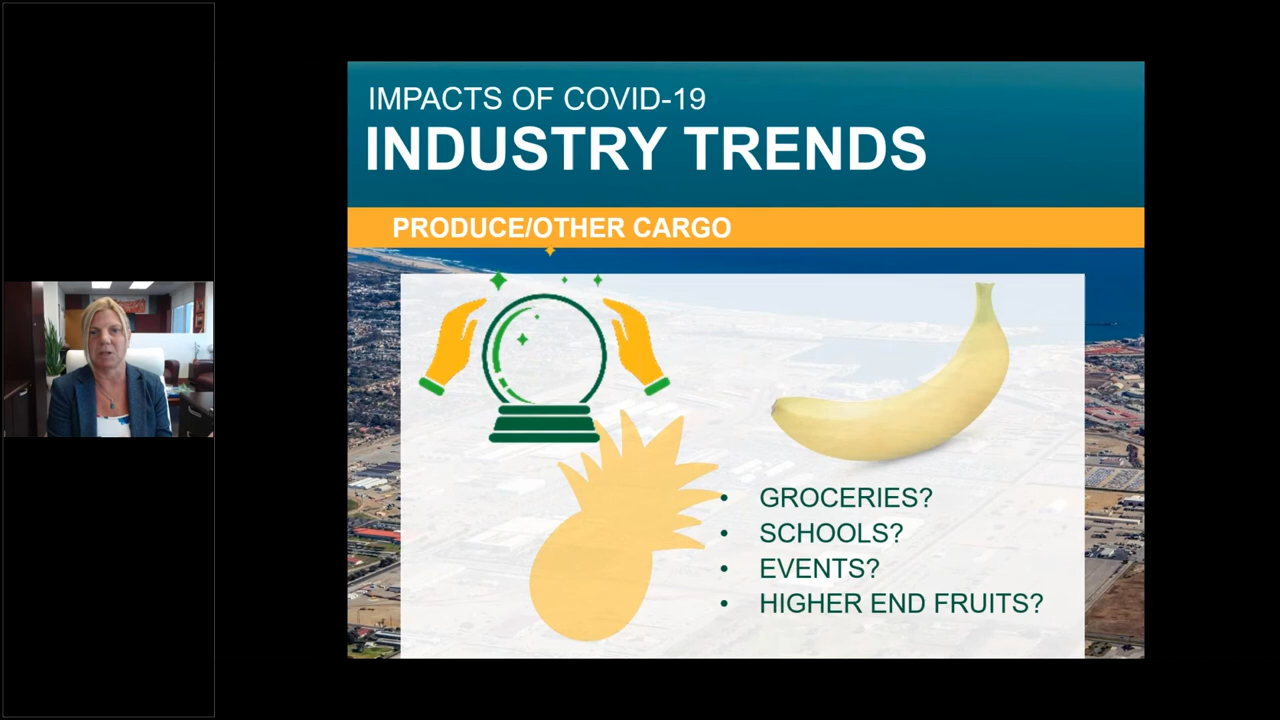 IMPACTS OF COVID-19
INDUSTRY TRENDS
PRODUCE/OTHER CARGO
• GROCERIES?
• SCHOOLS?
• EVENTS?
• HIGHER END FRUITS?